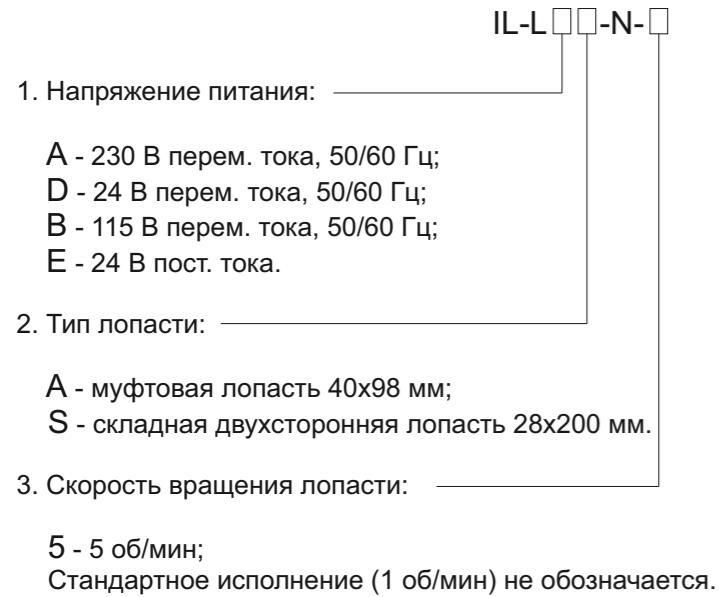 IL-L□□-N-□
1. Напряжение питания:
А - 230 В перем. тока, 50/60 Гц;
D - 24 В перем. тока, 50/60 Гц;
В - 115 В перем. тока, 50/60 Гц;
Е - 24 В пост. тока.
2. Тип лопасти:
А - муфтовая лопасть 40х98 мм;
S - складная двухсторонняя лопасть 28х200 мм.
3. Скорость вращения лопасти:
5 - 5 об/мин;
Стандартное исполнение (1 об/мин) не обозначается.